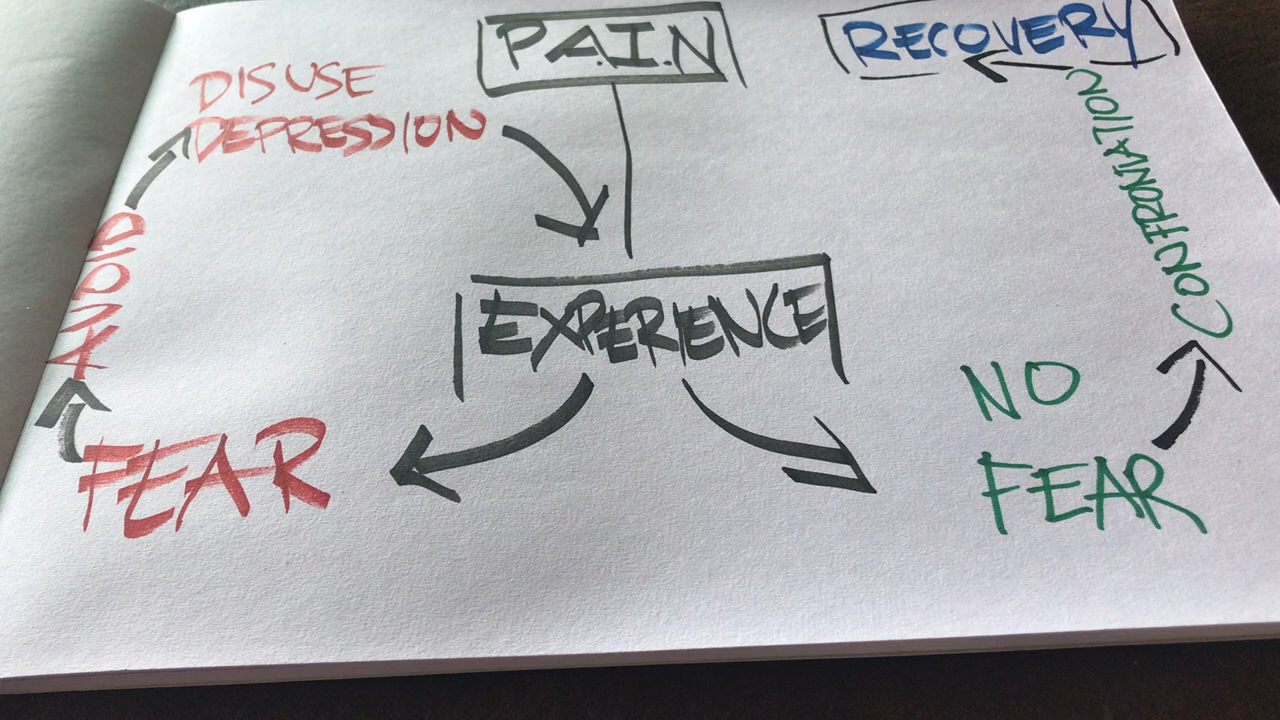 P.A.I.N
RECOVERY
DISUSE
DEPRESSION
AVOID
CONFRONTATION
EXPERIENCE
NO
FEAR
FEAR